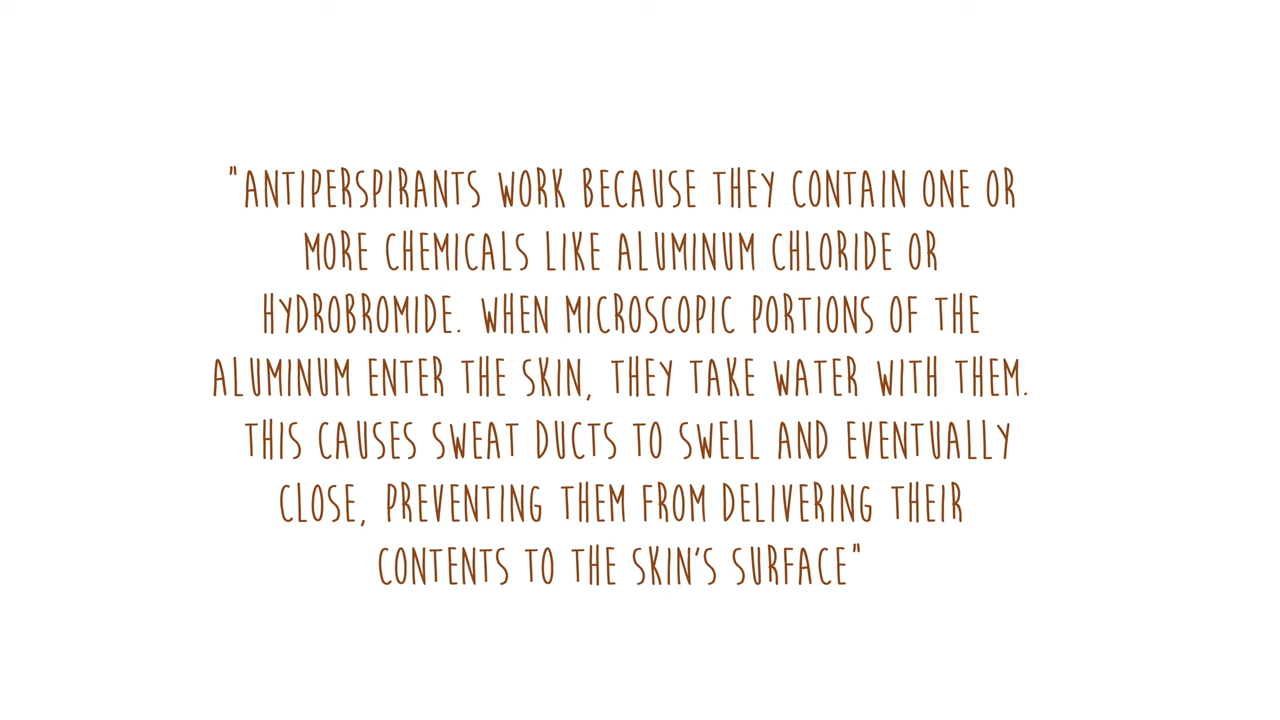 "ANTIPERSPIRANTS WORK BECAUSE THEY CONTAIN ONE OR
MORE CHEMICALS LIKE ALUMINUM CHLORIDE OR
HYDROBROMIDE. WHEN MICROSCOPIC PORTIONS OF THE
ALUMINUM ENTER THE SKIN, THEY TAKE WATER WITH THEM.
THIS CAUSES SWEAT DUCTS TO SWELL AND EVENTUALLY
CLOSE, PREVENTING THEM FROM DELIVERING THEIR
CONTENTS TO THE SKIN'S SURFACE"